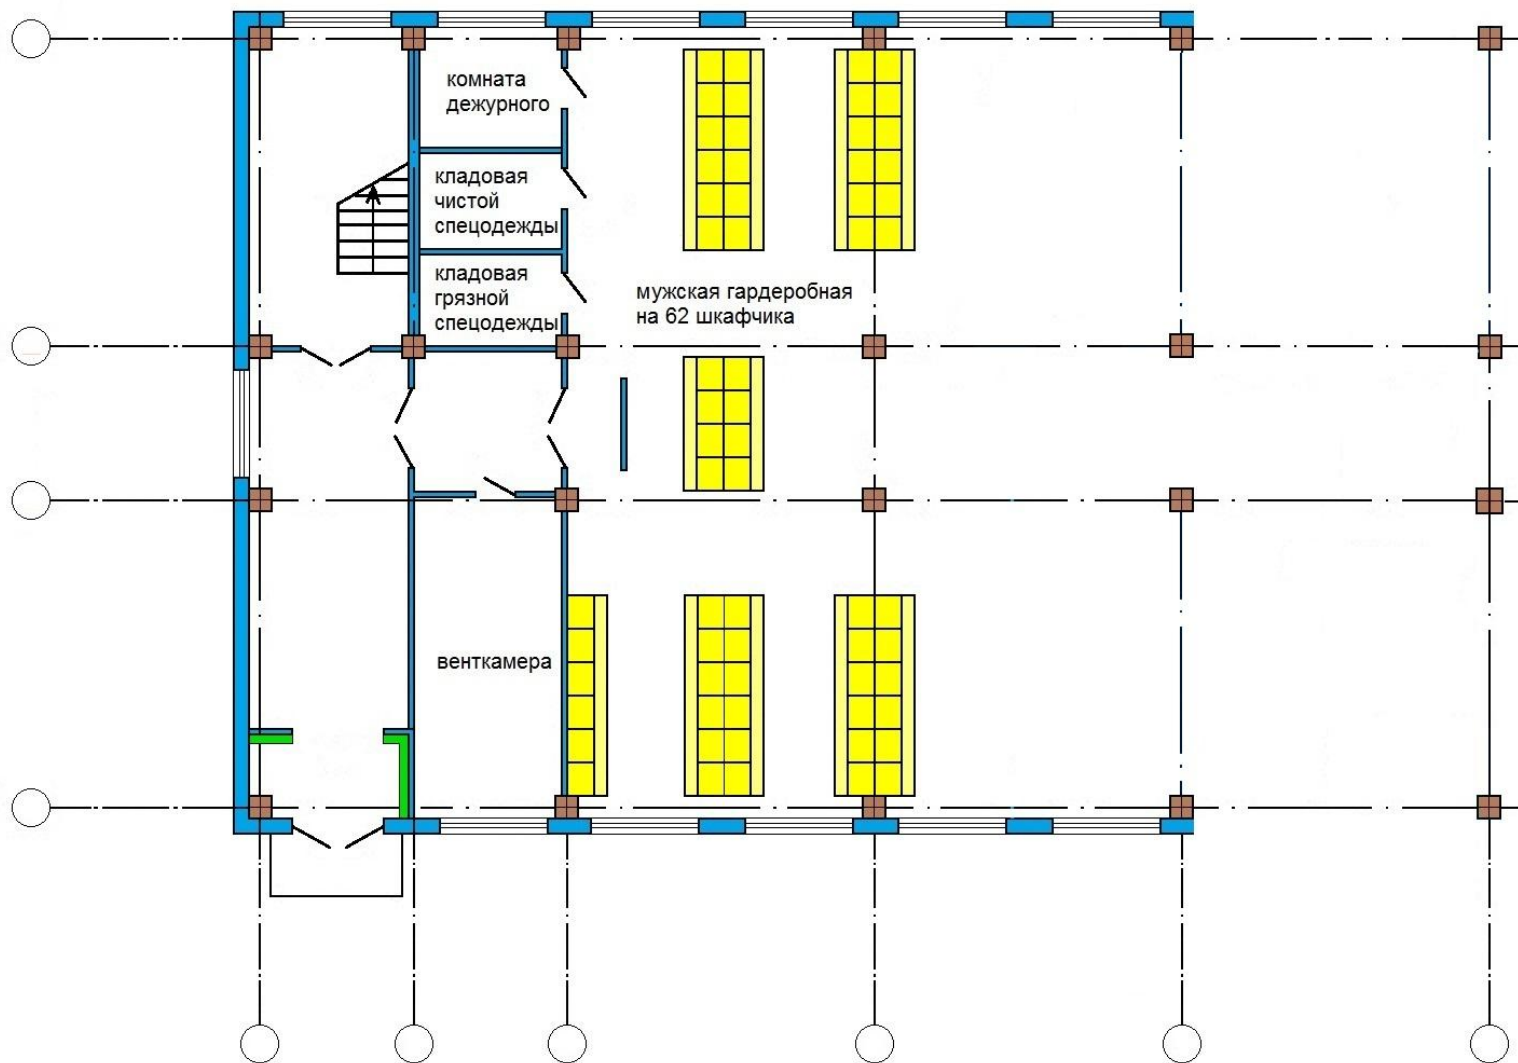 комната
дежурного
кладовая
чистой
спецодежды
кладовая
грязной
спецодежды
мужская гардеробная
на 62 шкафчика
венткамера